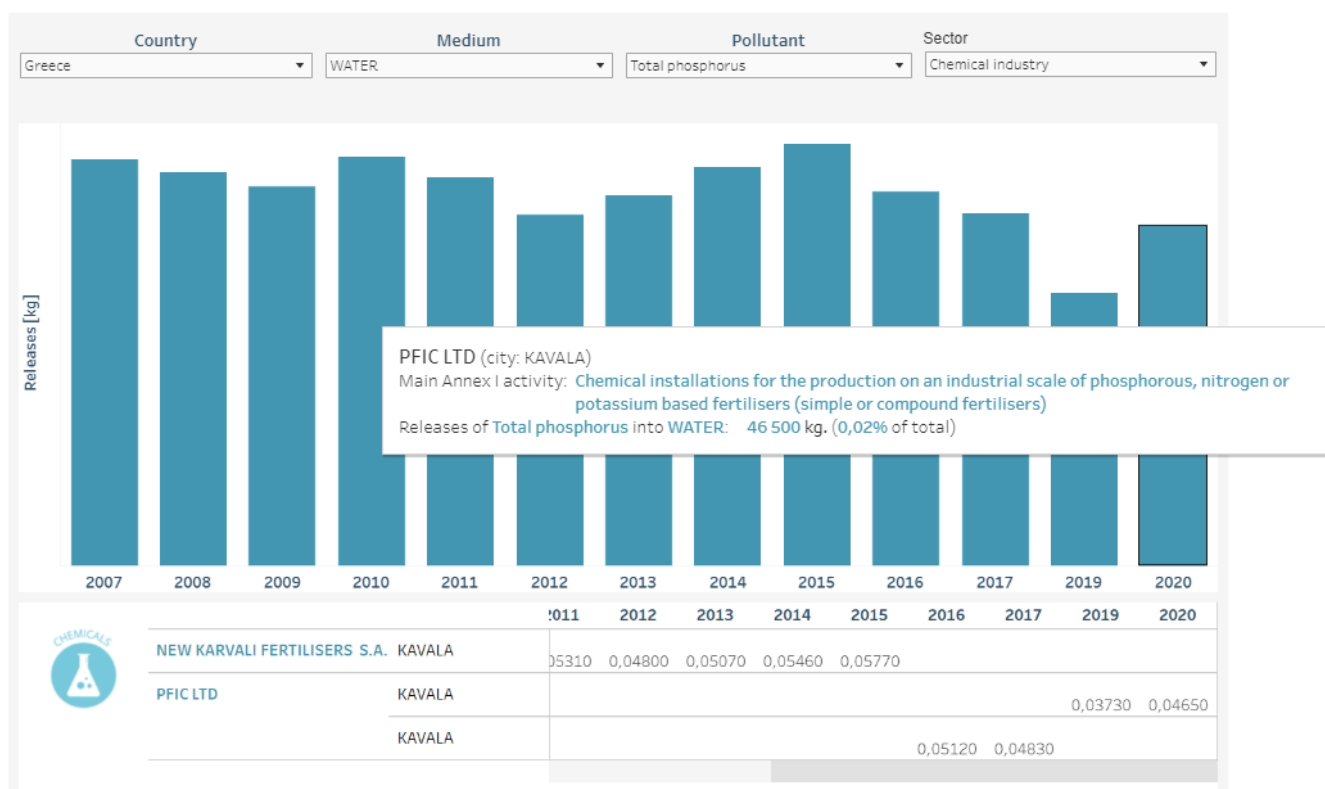 Country Medium Pollutant Sector
Greece WATER Total phosphorus Chemical industry
Releases [kg]
PFIC LTD (city: KAVALA)
Main Annex I activity: Chemical installations for the production on an industrial scale of phosphorous, nitrogen or
potassium based fertilisers (simple or compound fertilisers)
Releases of Total phosphorus into WATER: 46 500 kg. (0,02% of total)
2007 2008 2009 2010 2011 2012 2013 2014 2015 2016 2017 2019 2020
2011 2012 2013 2014 2015 2016 2017 2019 2020
CHEMICALS
NEW KARVALI FERTILISERS S.A. KAVALA 05310 0,04800 0,05070 0,05460 0,05770
PFIC LTD KAVALA 0,03730 0,04650
KAVALA 0,05120 0,04830